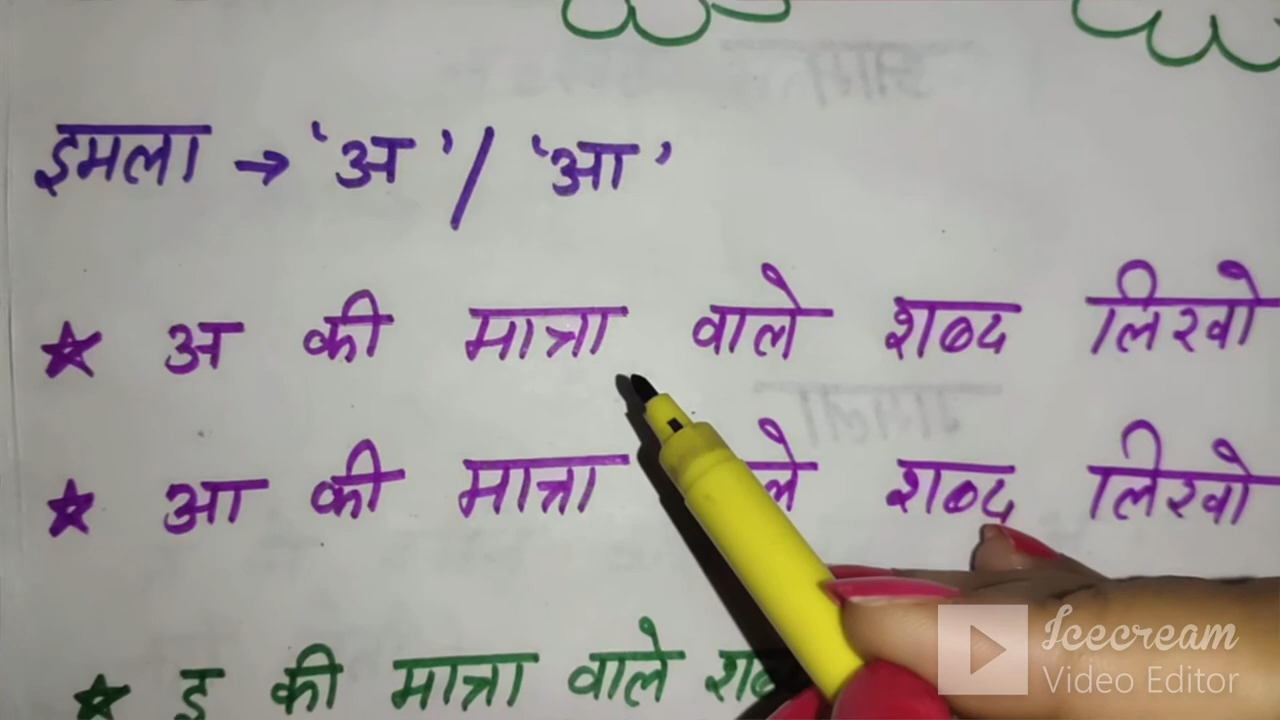 इमला → 'अ' / 'आ'
★ अ की मात्रा वाले शब्द लिखो
★ आ की मात्रा लिखो शब्द लिखो
★ इ की मात्रा वाले
Icecream
Video Editor